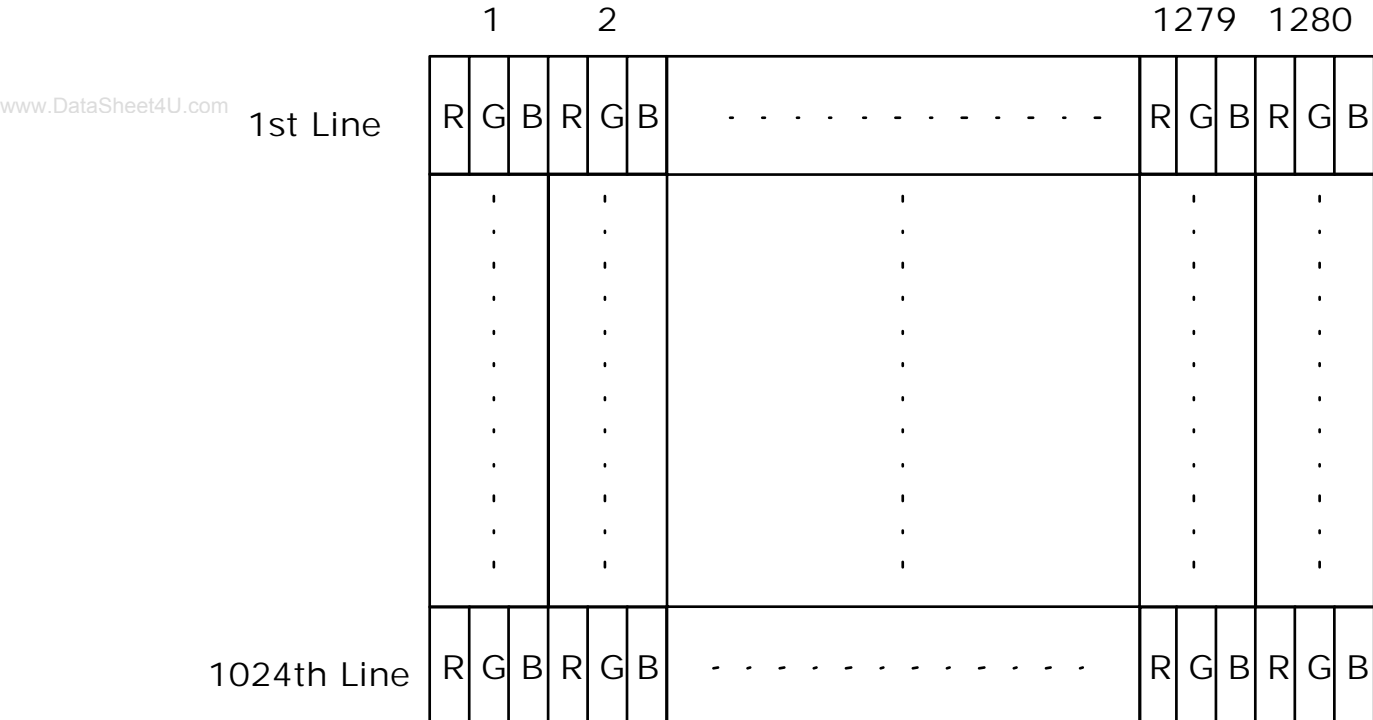 1 2 1279 1280
www.DataSheet4U.com
1st Line R G B R G B R G B R G B
1024th Line R G B R G B R G B R G B